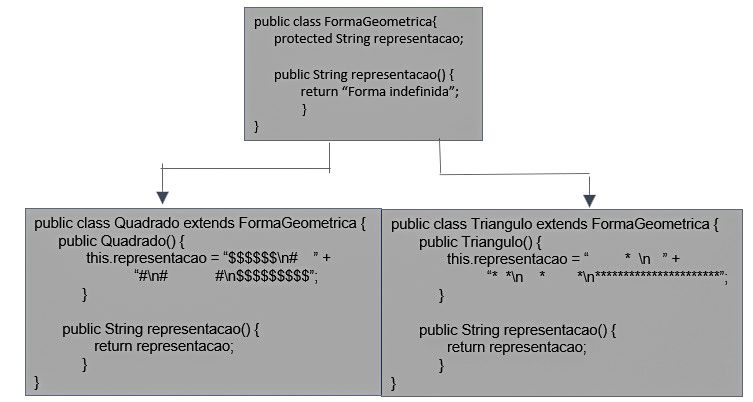 public class FormaGeometrica{
protected String representacao;
public String representacao() {
return “Forma indefinida”;
}
}
public class Quadrado extends FormaGeometrica {
public Quadrado() {
this.representacao = “$$$$$$\n#    ” +
“#\n#            #\n$$$$$$$$$”;
}
public String representacao() {
return representacao;
}
}
public class Triangulo extends FormaGeometrica {
public Triangulo() {
this.representacao = “         * \n   ” +
“*  *\n    *        *\n**********************”;
}
public String representacao() {
return representacao;
}
}